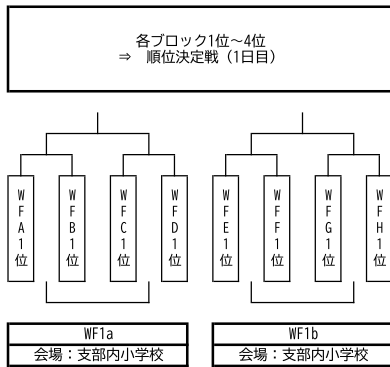 各ブロック1位～4位
⇒ 順位決定戦（1日目）
WFA1位
WFB1位
WFC1位
WFD1位
WFE1位
WFF1位
WFG1位
WFH1位
WF1a
WF1b
会場：支部内小学校
会場：支部内小学校